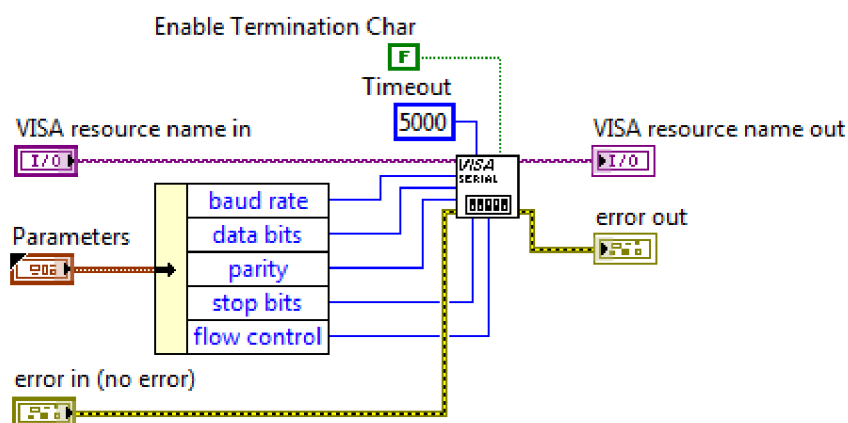 Enable Termination Char
F
Timeout
5000
VISA resource name in
I/O
VISA
SERIAL
VISA resource name out
I/O
baud rate
data bits
parity
stop bits
flow control
Parameters
error out
error in (no error)